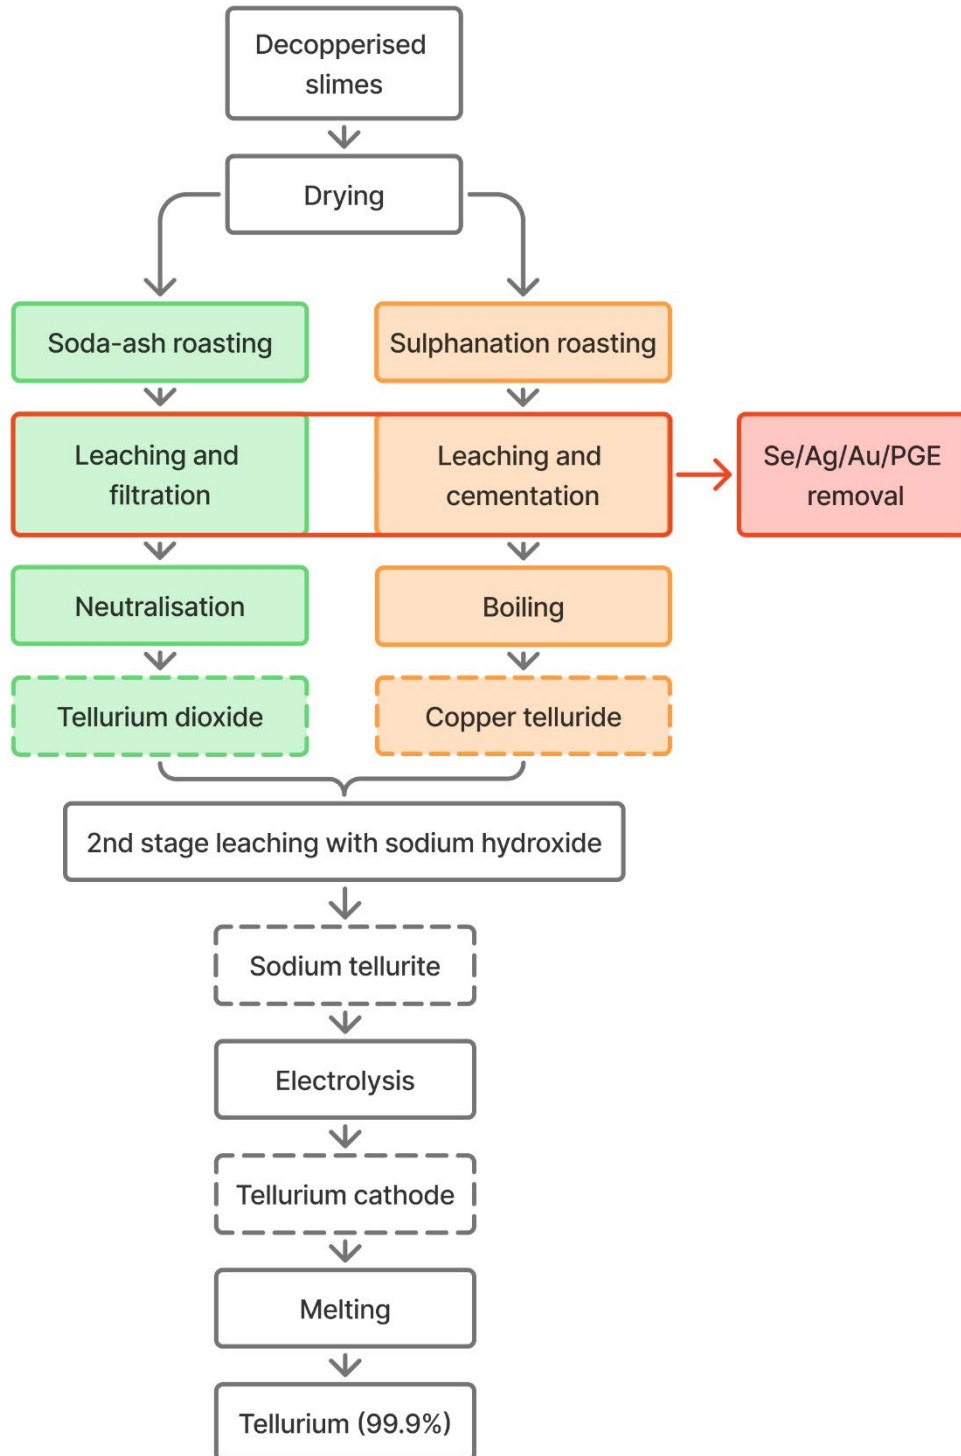 Decopperised
slimes
Drying
Soda-ash roasting
Sulphanation roasting
Leaching and
filtration
Leaching and
cementation
Se/Ag/Au/PGE
removal
Neutralisation
Boiling
Tellurium dioxide
Copper telluride
2nd stage leaching with sodium hydroxide
Sodium tellurite
Electrolysis
Tellurium cathode
Melting
Tellurium (99.9%)